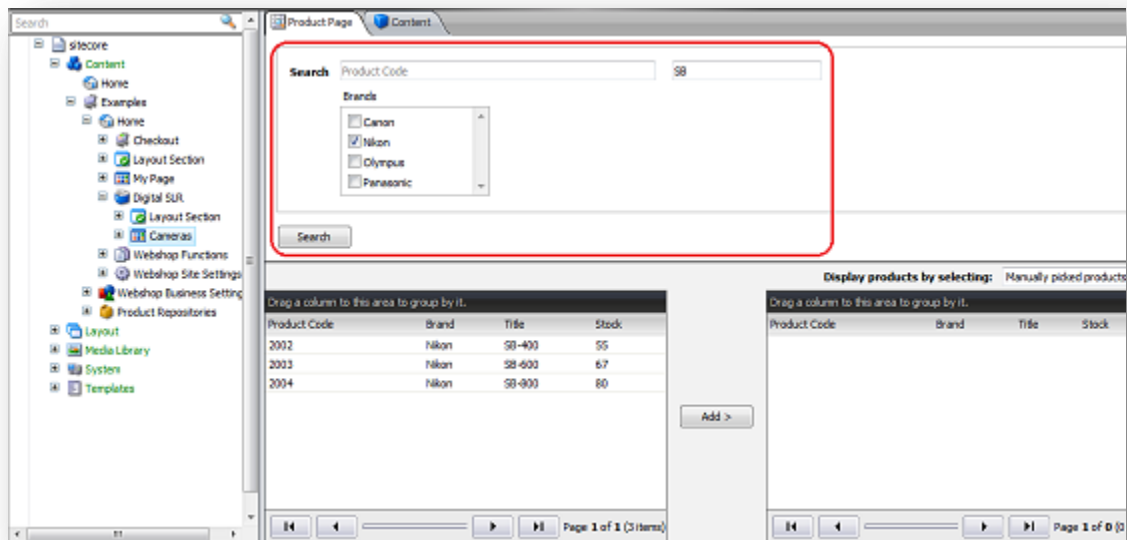 Search
sitecore
Content
Home
Examples
Home
Checkout
Layout Section
My Page
Digital SLR
Layout Section
Cameras
Webshop Functions
Webshop Site Settings
Webshop Business Setting
Product Repositories
Layout
Media Library
System
Templates
Product Page Content
Search Product Code SB
Brands
Canon
Nikon
Olympus
Panasonic
Search
Display products by selecting: Manually picked products
Drag a column to this area to group by it.
Product Code Brand Title Stock
2002 Nikon SB-400 55
2003 Nikon SB-600 67
2004 Nikon SB-800 80
Page 1 of 1 (3 items)
Add >
Drag a column to this area to group by it.
Product Code Brand Title Stock
Page 1 of 0 (0